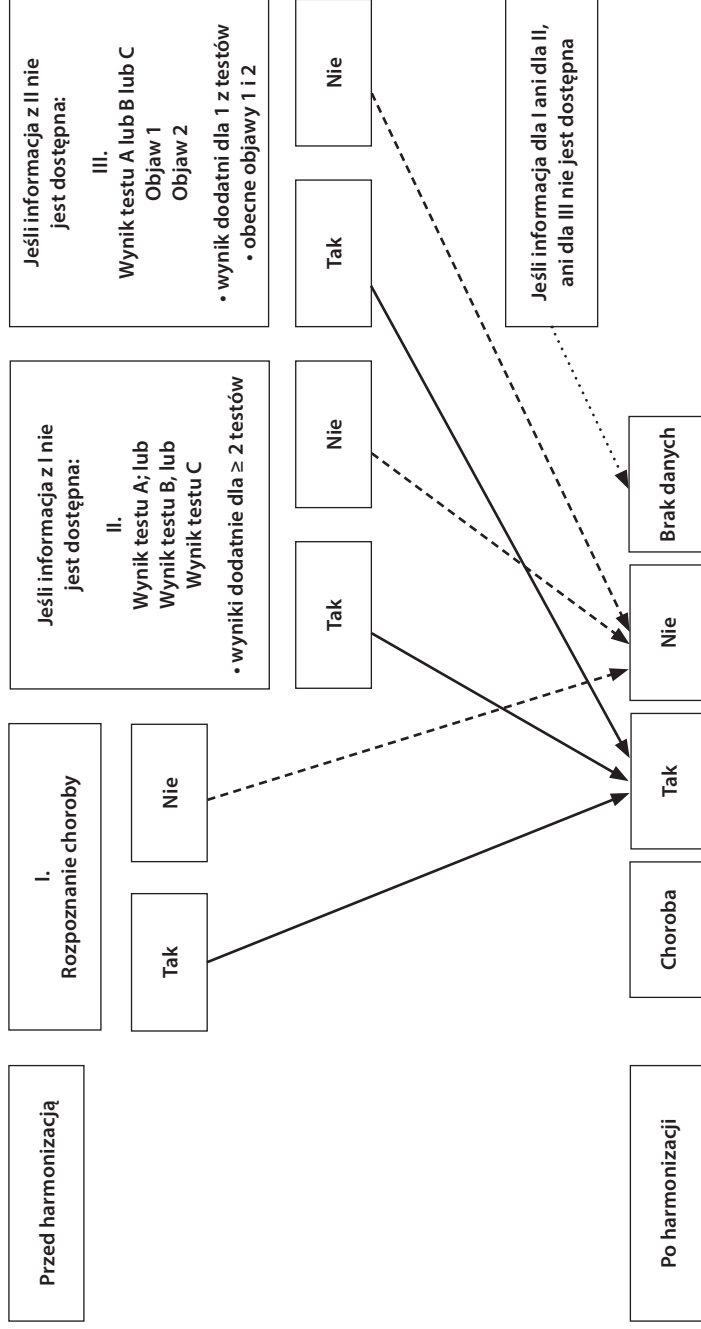 Przed harmonizacją
I.
Rozpoznanie choroby
Tak
Nie
Jeśli informacja z I nie
jest dostępna:
II.
Wynik testu A; lub
Wynik testu B, lub
Wynik testu C
• wyniki dodatnie dla ≥ 2 testów
Tak
Nie
Jeśli informacja z II nie
jest dostępna:
III.
Wynik testu A lub B lub C
Objaw 1
Objaw 2
• wynik dodatni dla 1 z testów
• obecne objawy 1 i 2
Tak
Nie
Jeśli informacja dla I ani dla II,
ani dla III nie jest dostępna
Po harmonizacji
Choroba
Tak
Nie
Brak danych